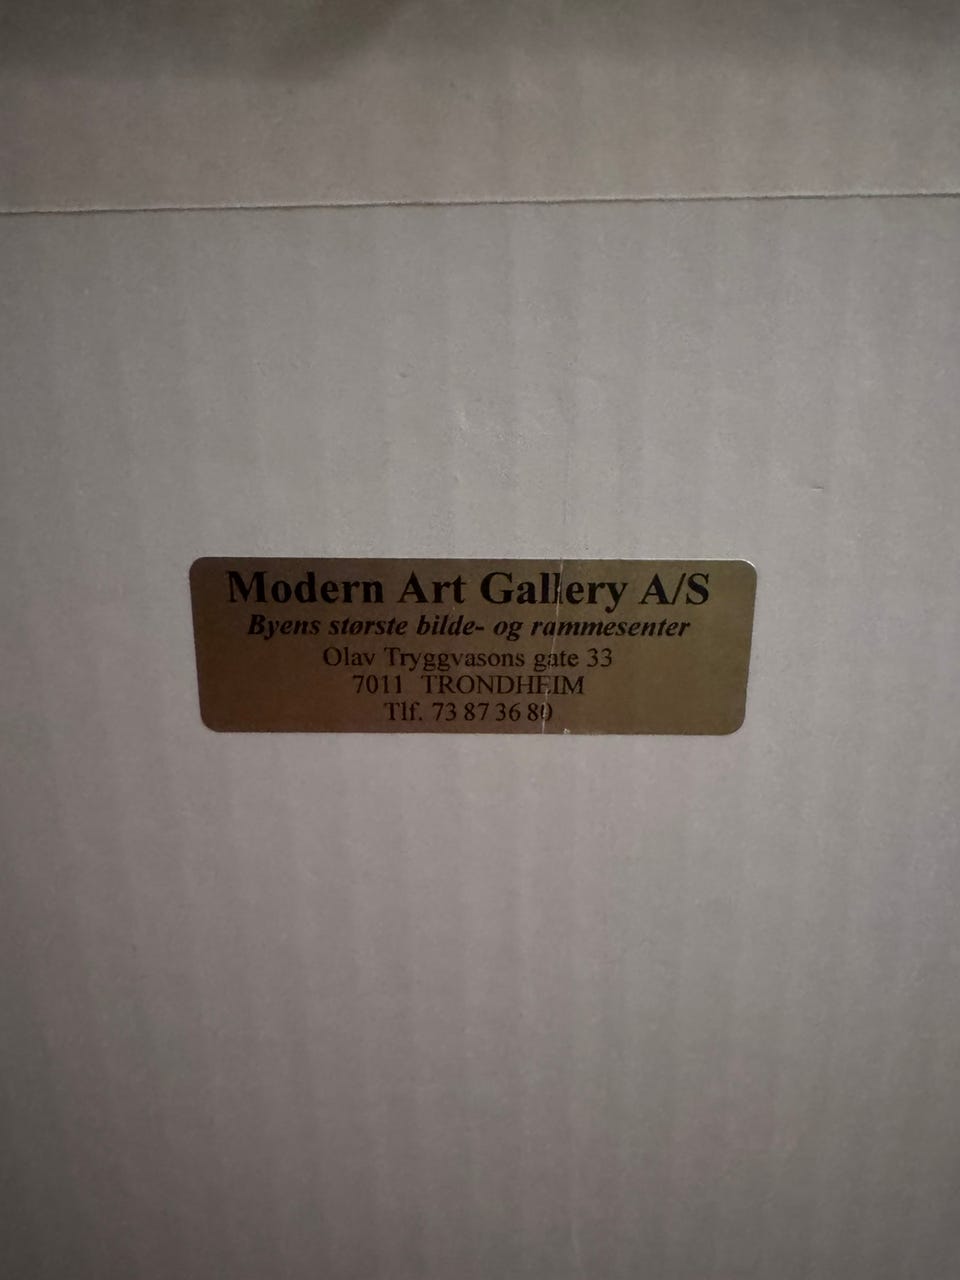 Modern Art Gallery A/S
Byens største bilde- og rammesenter
Olav Tryggvasons gate 33
7011 TRONDHEIM
Tlf. 73 87 36 80